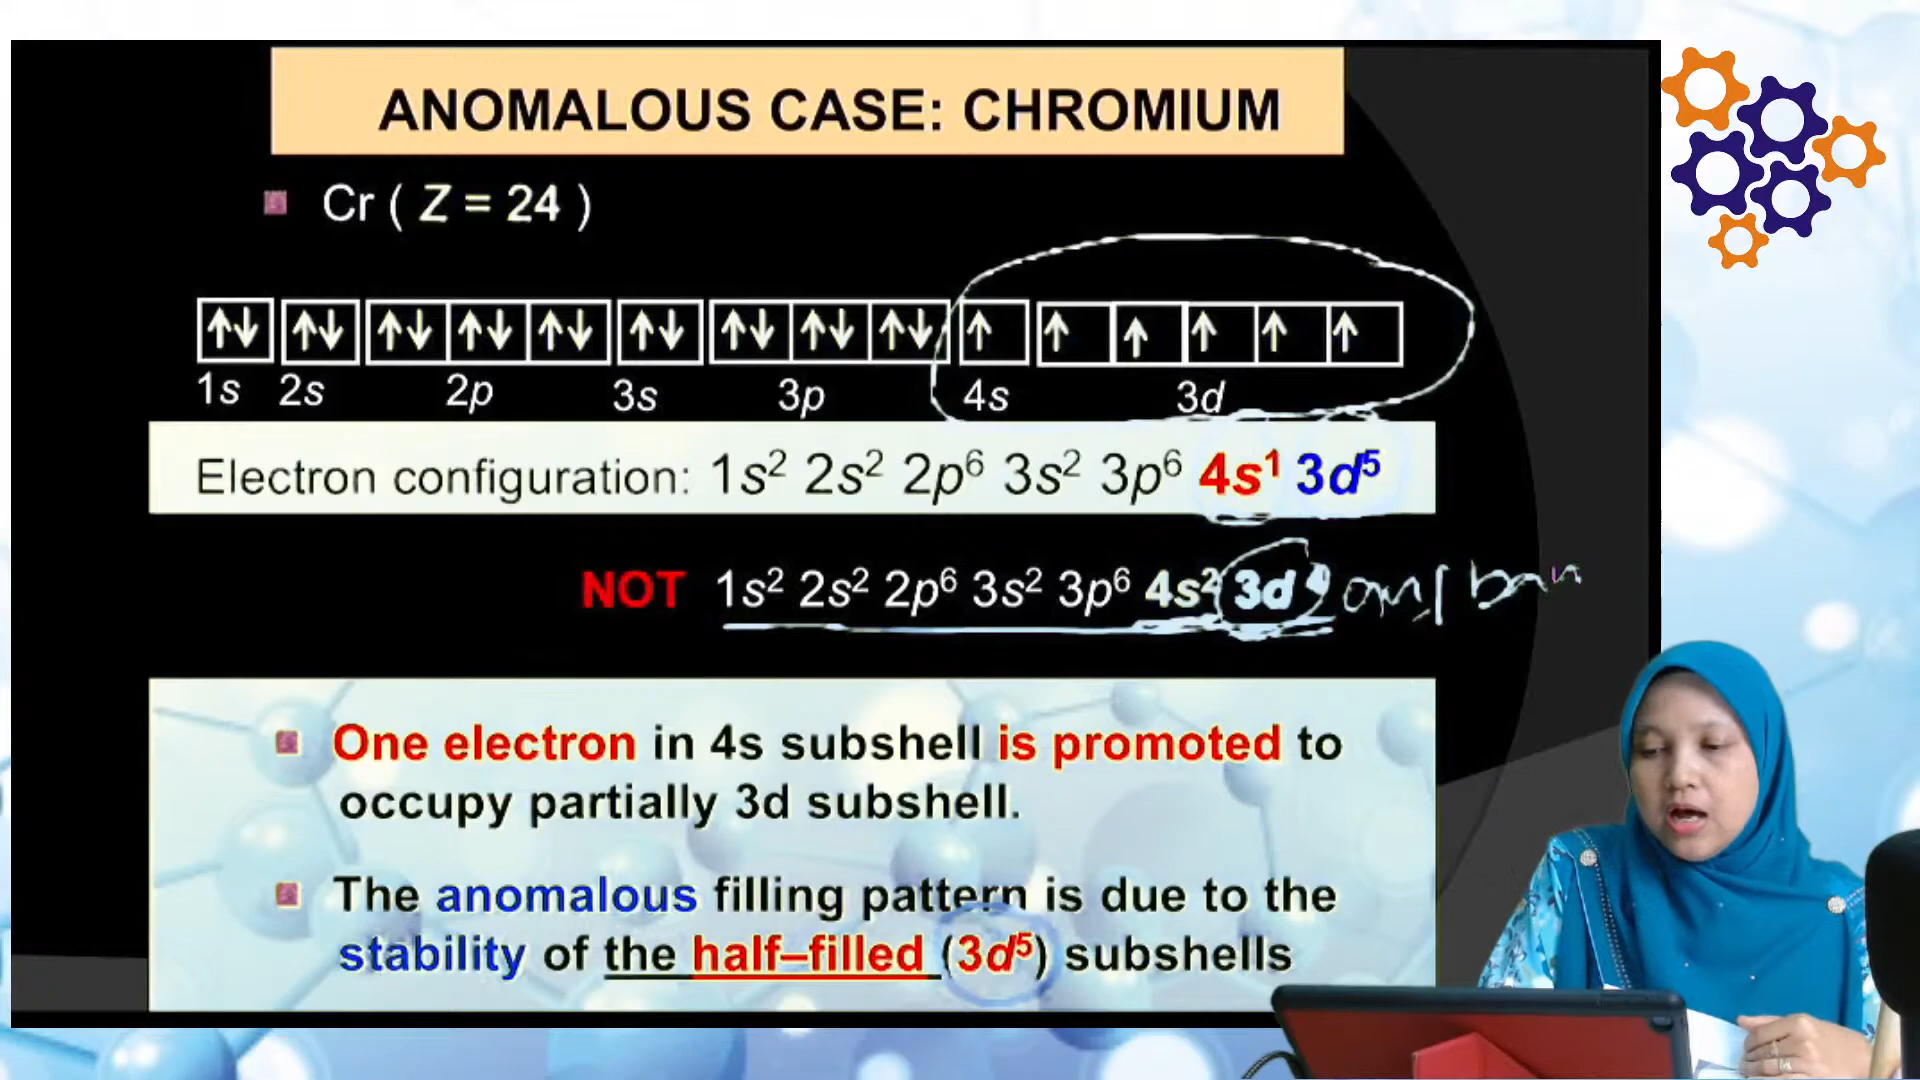 ANOMALOUS CASE: CHROMIUM
Cr ( Z = 24 )
1s 2s 2p 3s 3p 4s 3d
Electron configuration: 1s² 2s² 2p⁶ 3s² 3p⁶ 4s¹ 3d⁵
NOT 1s² 2s² 2p⁶ 3s² 3p⁶ 4s² 3d⁴
One electron in 4s subshell is promoted to
occupy partially 3d subshell.
The anomalous filling pattern is due to the
stability of the half–filled (3d⁵) subshells